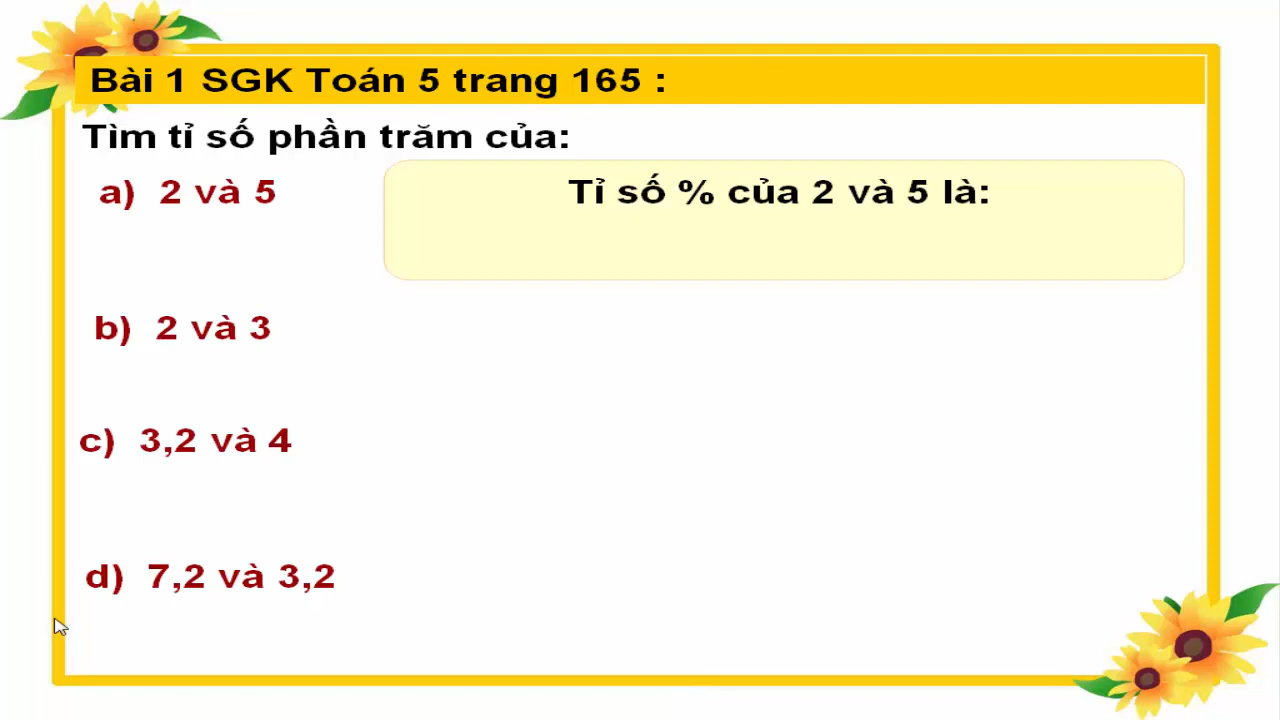 Bài 1 SGK Toán 5 trang 165 :
Tìm tỉ số phần trăm của:
a) 2 và 5
Tỉ số % của 2 và 5 là:
b) 2 và 3
c) 3,2 và 4
d) 7,2 và 3,2